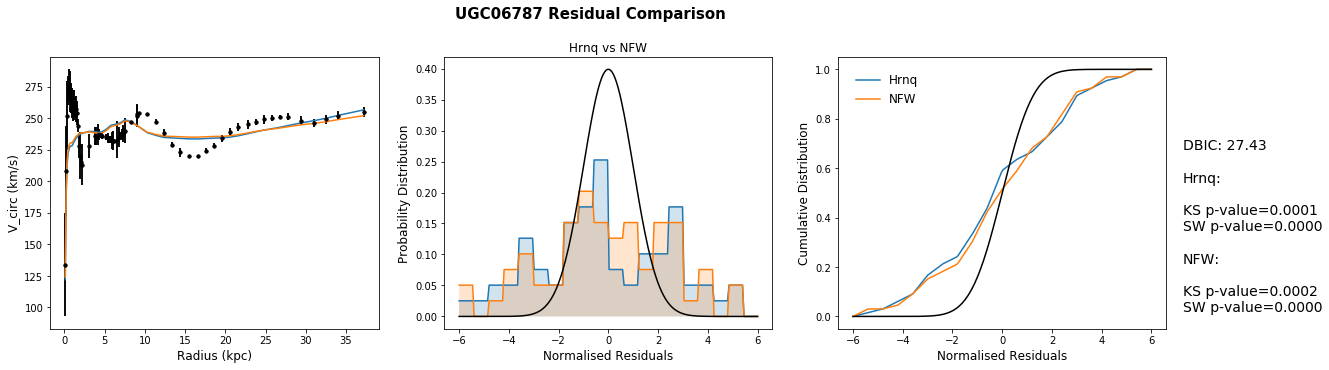 UGC06787 Residual Comparison
V_circ (km/s)
275
250
225
200
175
150
125
100
0 5 10 15 20 25 30 35
Radius (kpc)
Hrnq vs NFW
Probability Distribution
0.40
0.35
0.30
0.25
0.20
0.15
0.10
0.05
0.00
−6 −4 −2 0 2 4 6
Normalised Residuals
Cumulative Distribution
1.0
0.8
0.6
0.4
0.2
0.0
Hrnq
NFW
−6 −4 −2 0 2 4 6
Normalised Residuals
DBIC: 27.43
Hrnq:
KS p-value=0.0001
SW p-value=0.0000
NFW:
KS p-value=0.0002
SW p-value=0.0000